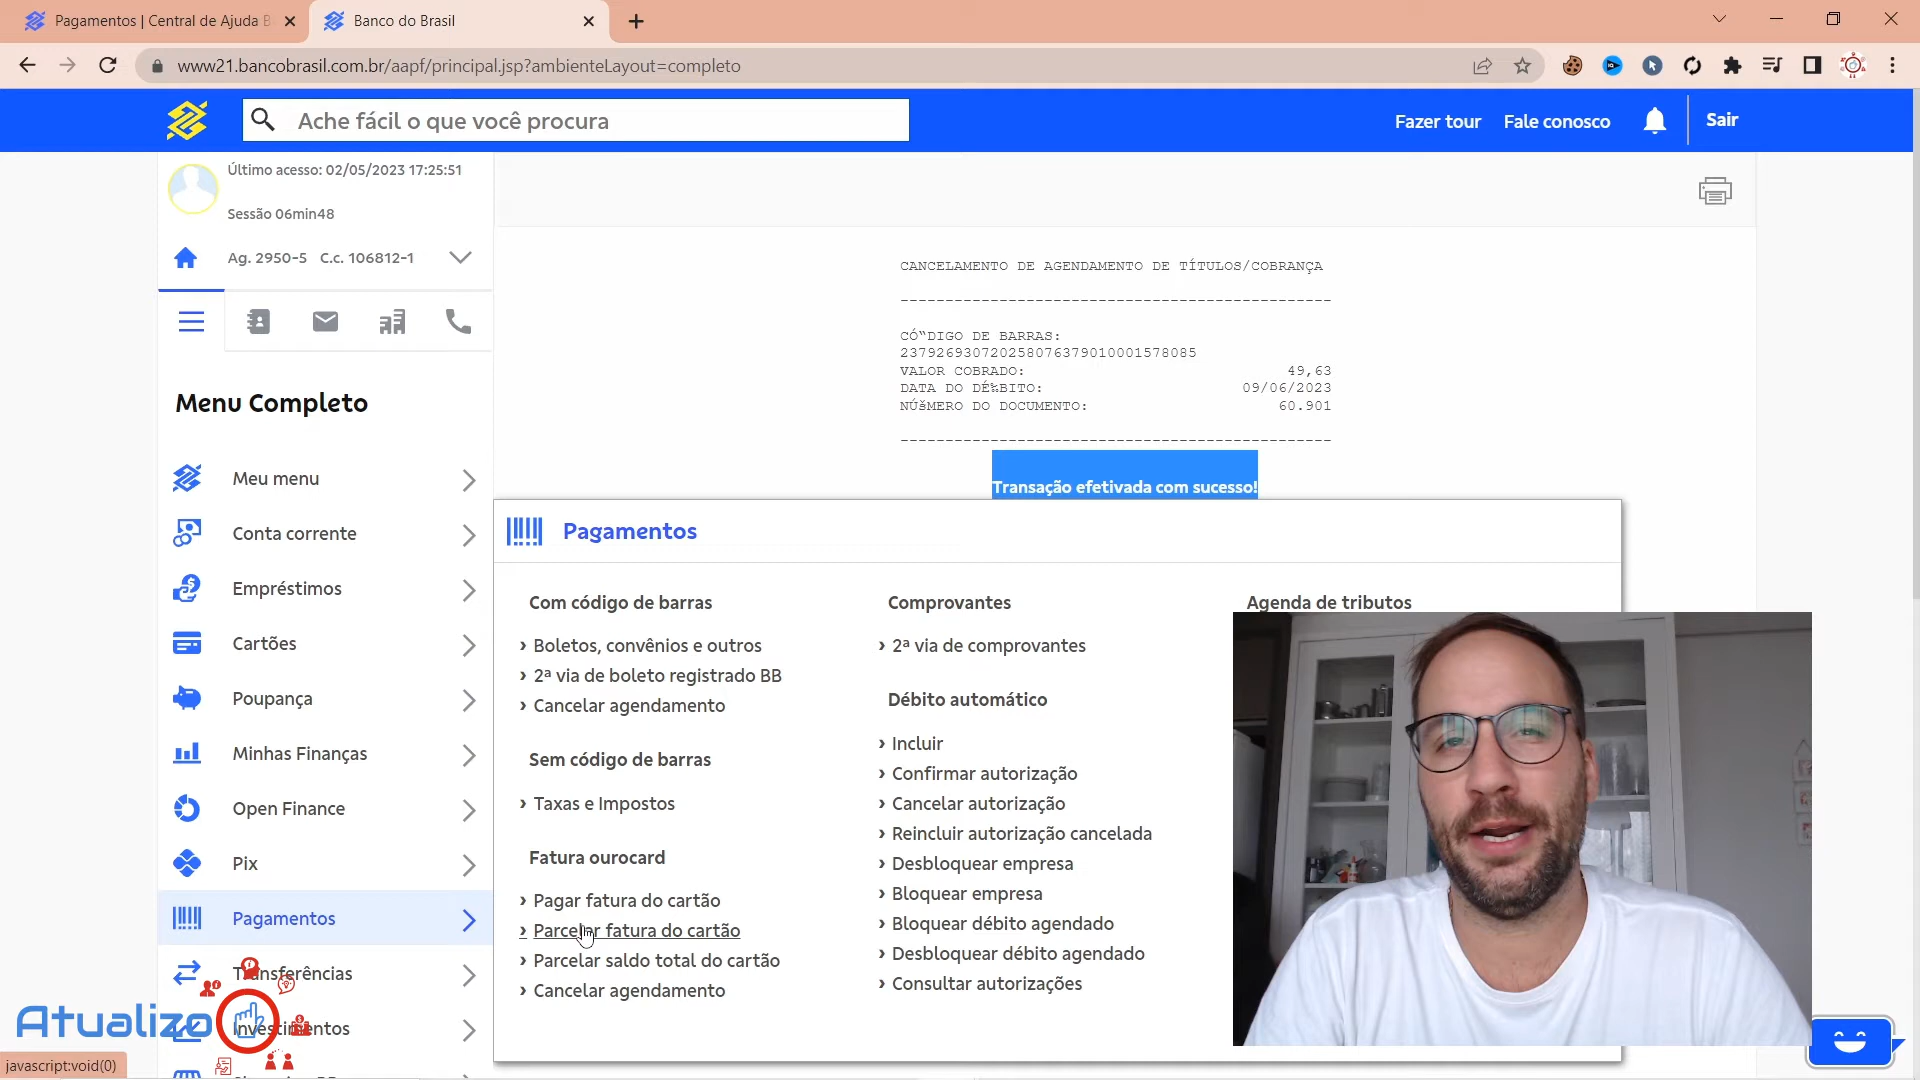 Pagamentos | Central de Ajuda B
Banco do Brasil
www21.bancobrasil.com.br/aapf/principal.jsp?ambienteLayout=completo
Ache fácil o que você procura
Fazer tour
Fale conosco
Sair
Último acesso: 02/05/2023 17:25:51
Sessão 06min48
Ag. 2950-5 C.c. 106812-1
CANCELAMENTO DE AGENDAMENTO DE TÍTULOS/COBRANÇA
CÓ“DIGO DE BARRAS:
237926930720258076379010001578085
VALOR COBRADO: 49,63
DATA DO DɉBITO: 09/06/2023
NÚšMERO DO DOCUMENTO: 60.901
Transação efetivada com sucesso!
Menu Completo
Meu menu
Conta corrente
Empréstimos
Cartões
Poupança
Minhas Finanças
Open Finance
Pix
Pagamentos
Transferências
Investimentos
Pagamentos
Com código de barras
› Boletos, convênios e outros
› 2ª via de boleto registrado BB
› Cancelar agendamento
Sem código de barras
› Taxas e Impostos
Fatura ourocard
› Pagar fatura do cartão
› Parcelar fatura do cartão
› Parcelar saldo total do cartão
› Cancelar agendamento
Comprovantes
› 2ª via de comprovantes
Débito automático
› Incluir
› Confirmar autorização
› Cancelar autorização
› Reincluir autorização cancelada
› Desbloquear empresa
› Bloquear empresa
› Bloquear débito agendado
› Desbloquear débito agendado
› Consultar autorizações
Agenda de tributos
Atualizo
javascript:void(0)